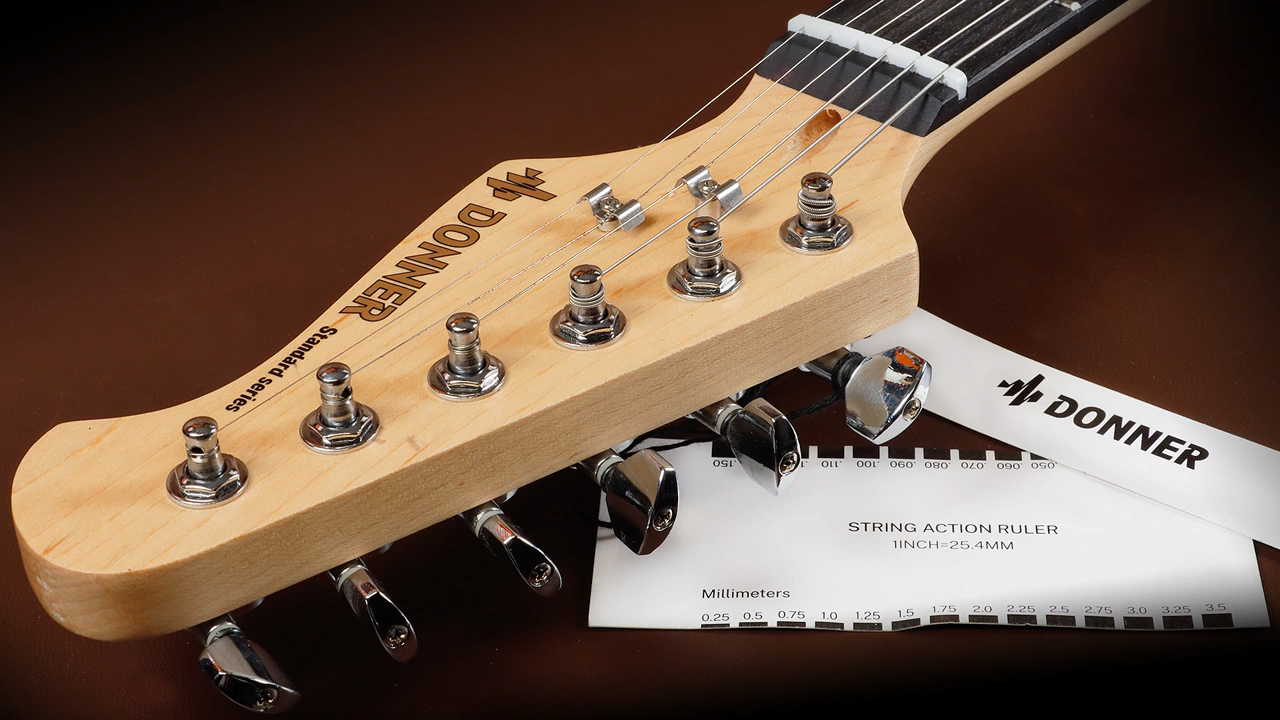 DONNER
Standard series
DONNER
.150 .110 .100 .090 .080 .070 .060 .050
STRING ACTION RULER
1INCH=25.4MM
Millimeters
0.25 0.5 0.75 1.0 1.25 1.5 1.75 2.0 2.25 2.5 2.75 3.0 3.25 3.5